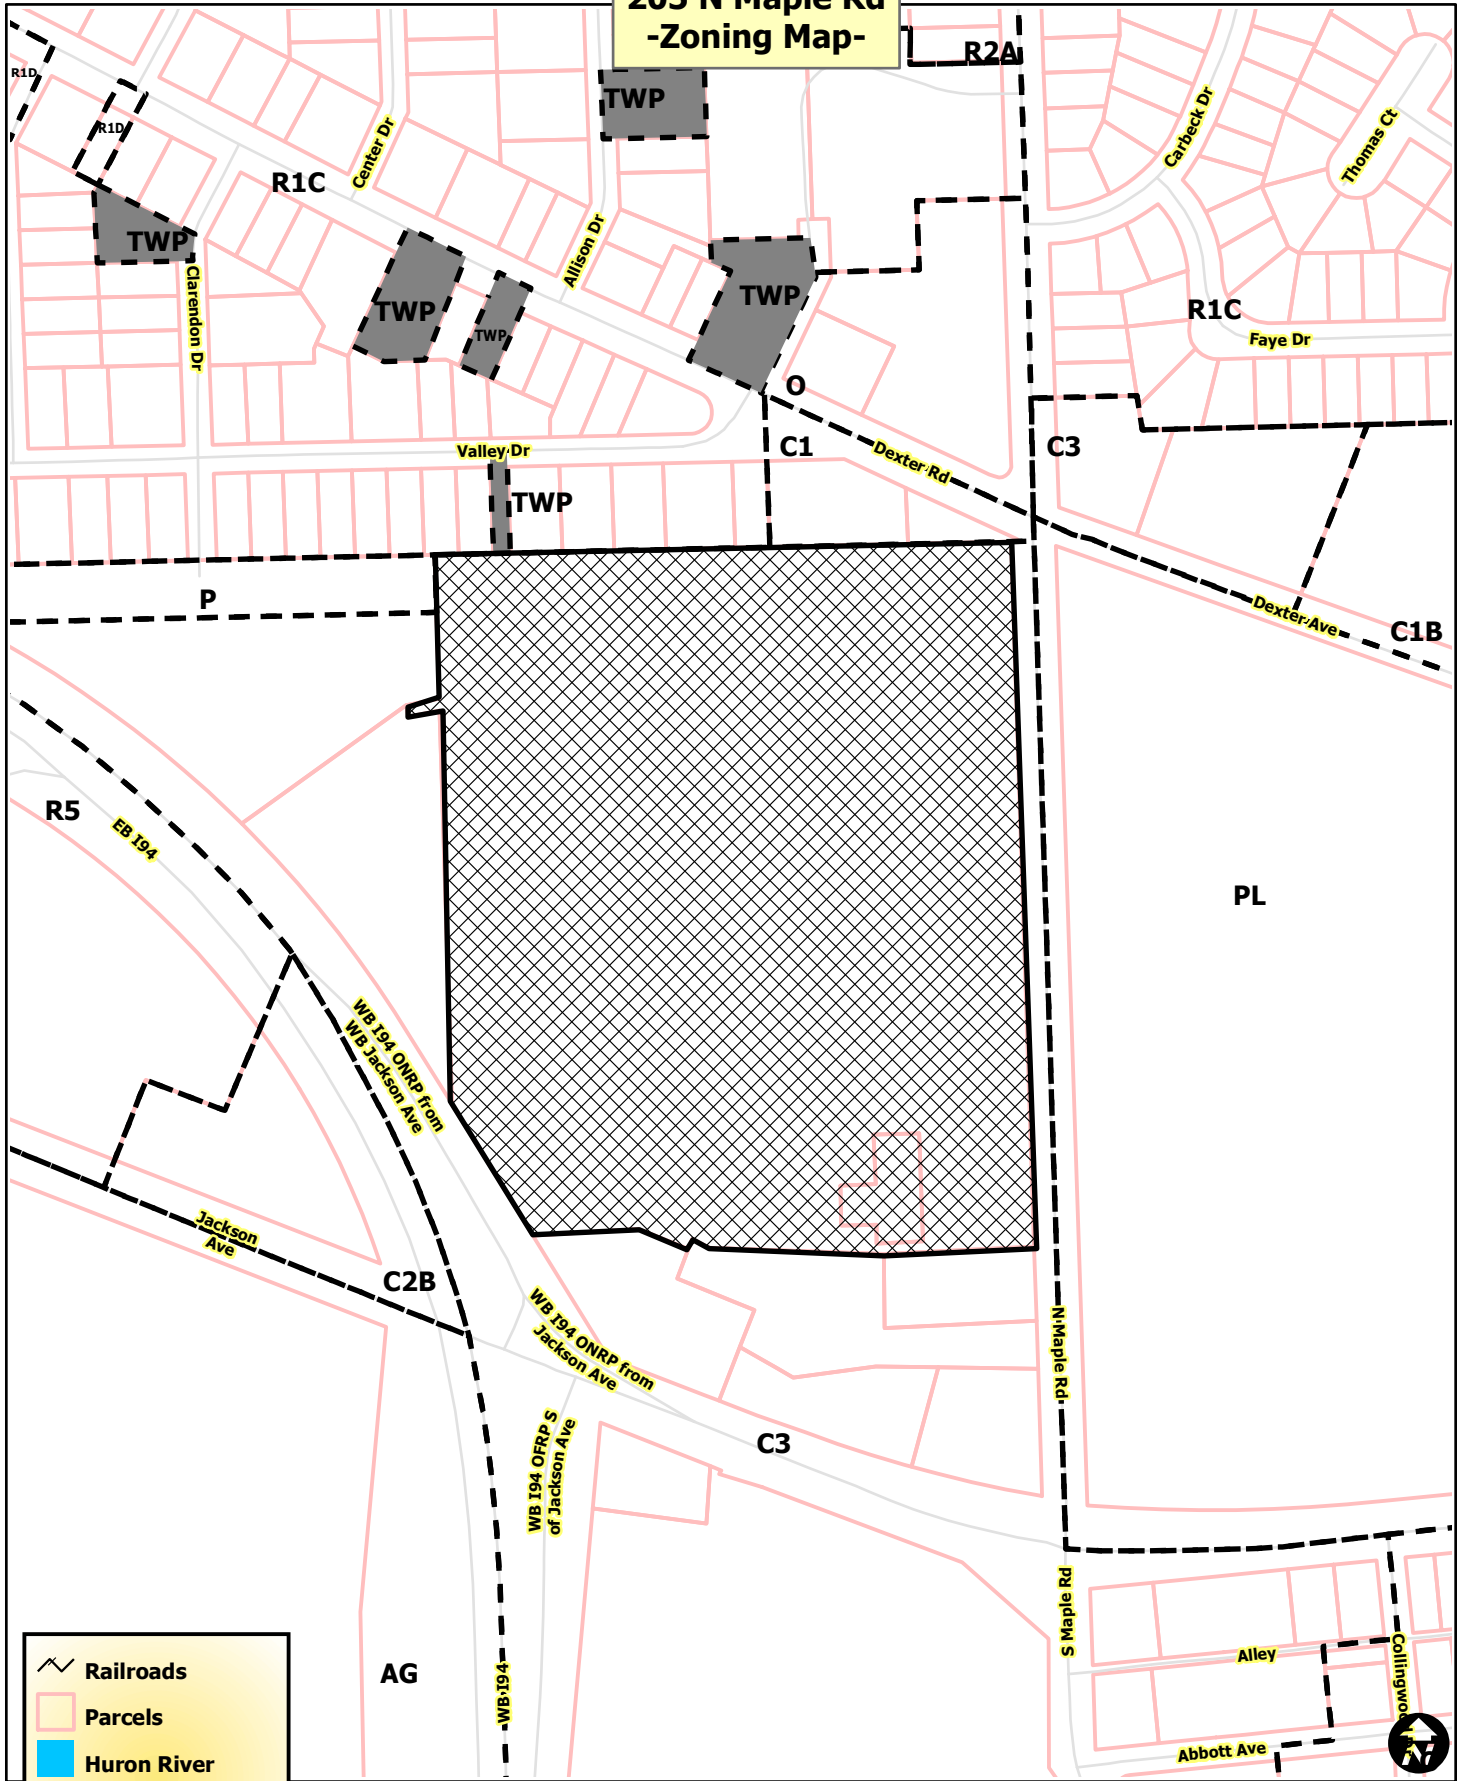 203 N Maple Rd
-Zoning Map-
R2A
R1D
R1D
TWP
Center Dr
Carbeck Dr
Thomas Ct
R1C
TWP
Allison Dr
Clarendon Dr
TWP
TWP
TWP
R1C
Faye Dr
O
C1
C3
Valley Dr
Dexter Rd
TWP
P
Dexter Ave
C1B
R5
EB I94
PL
WB I94 ONRP from
WB Jackson Ave
Jackson
Ave
C2B
WB I94 ONRP from
Jackson Ave
N Maple Rd
WB I94 OFRP S
of Jackson Ave
C3
S Maple Rd
Alley
AG
WB I94
Abbott Ave
Railroads
Parcels
Huron River